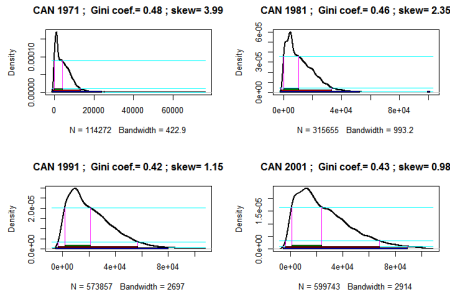 CAN 1971 ; Gini coef.= 0.48 ; skew= 3.99
Density
0.00000 0.00010
0 20000 40000 60000
N = 114272 Bandwidth = 422.9
CAN 1981 ; Gini coef.= 0.46 ; skew= 2.35
Density
0e+00 3e-05 6e-05
0e+00 4e+04 8e+04
N = 315655 Bandwidth = 993.2
CAN 1991 ; Gini coef.= 0.42 ; skew= 1.15
Density
0.0e+00 2.0e-05
0e+00 4e+04 8e+04
N = 573857 Bandwidth = 2697
CAN 2001 ; Gini coef.= 0.43 ; skew= 0.98
Density
0.0e+00 1.5e-05
0e+00 4e+04 8e+04
N = 599743 Bandwidth = 2914